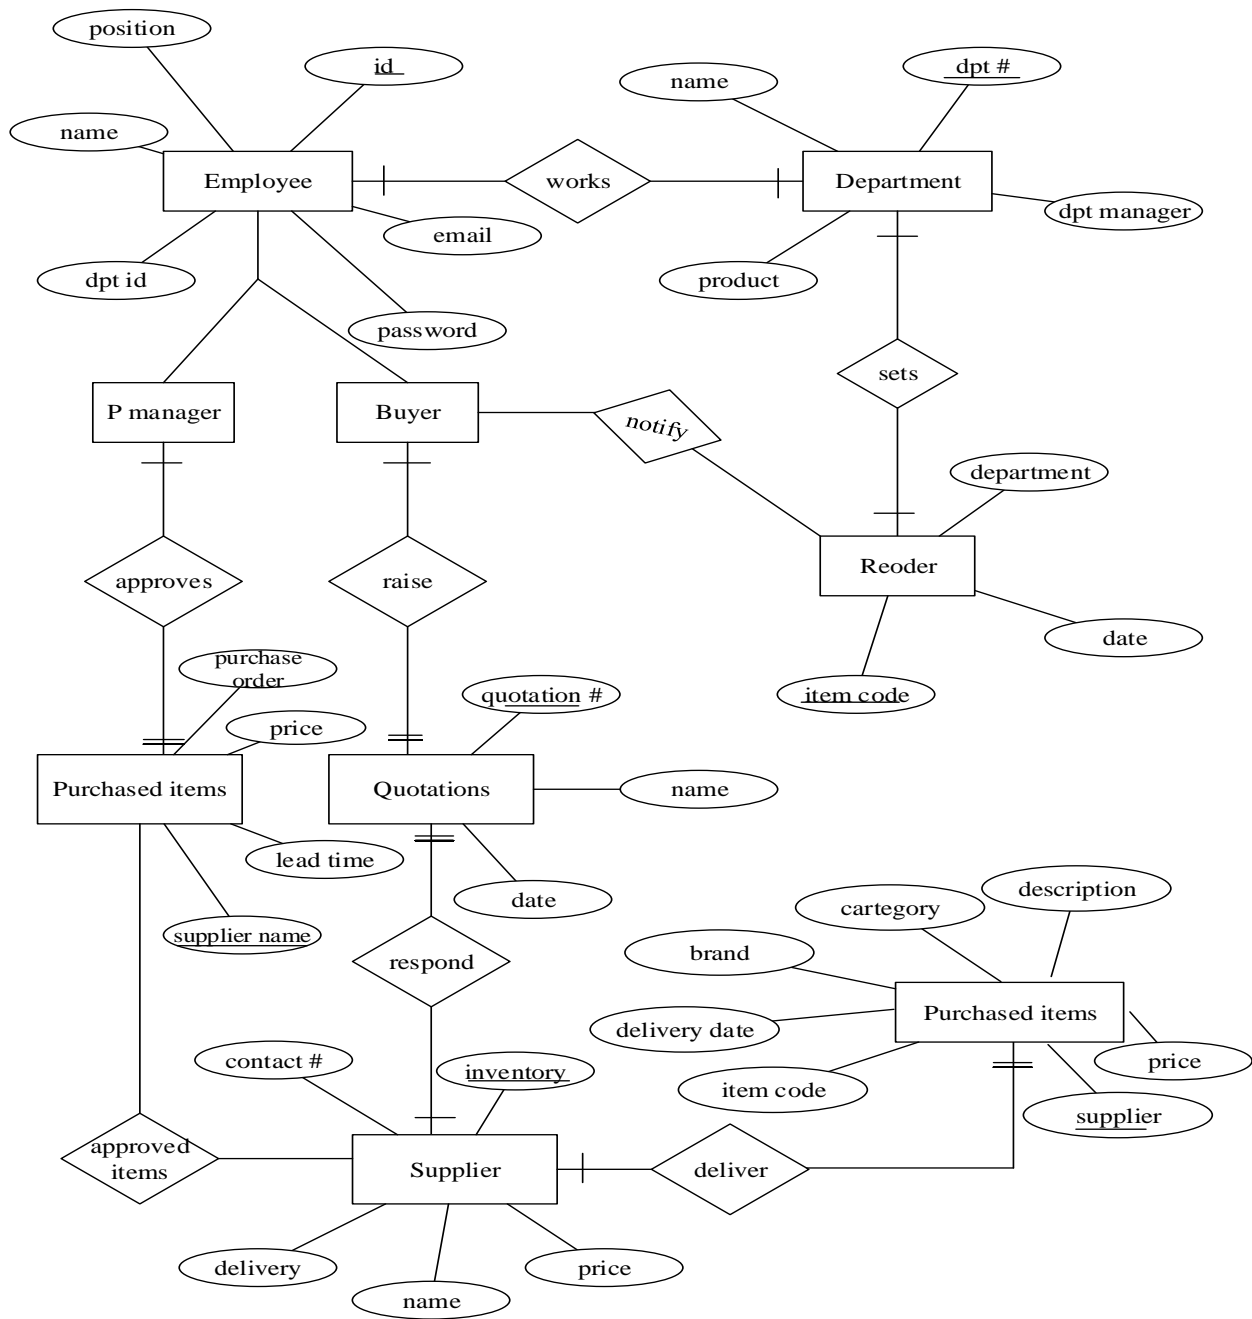 position
id
dpt #
name
name
Employee
works
Department
dpt manager
email
dpt id
product
password
sets
P manager
Buyer
notify
department
approves
raise
Reoder
date
purchase
order
quotation #
item code
price
Purchased items
Quotations
name
lead time
description
date
cartegory
supplier name
brand
respond
Purchased items
delivery date
contact #
inventory
price
item code
supplier
approved
items
Supplier
deliver
delivery
price
name